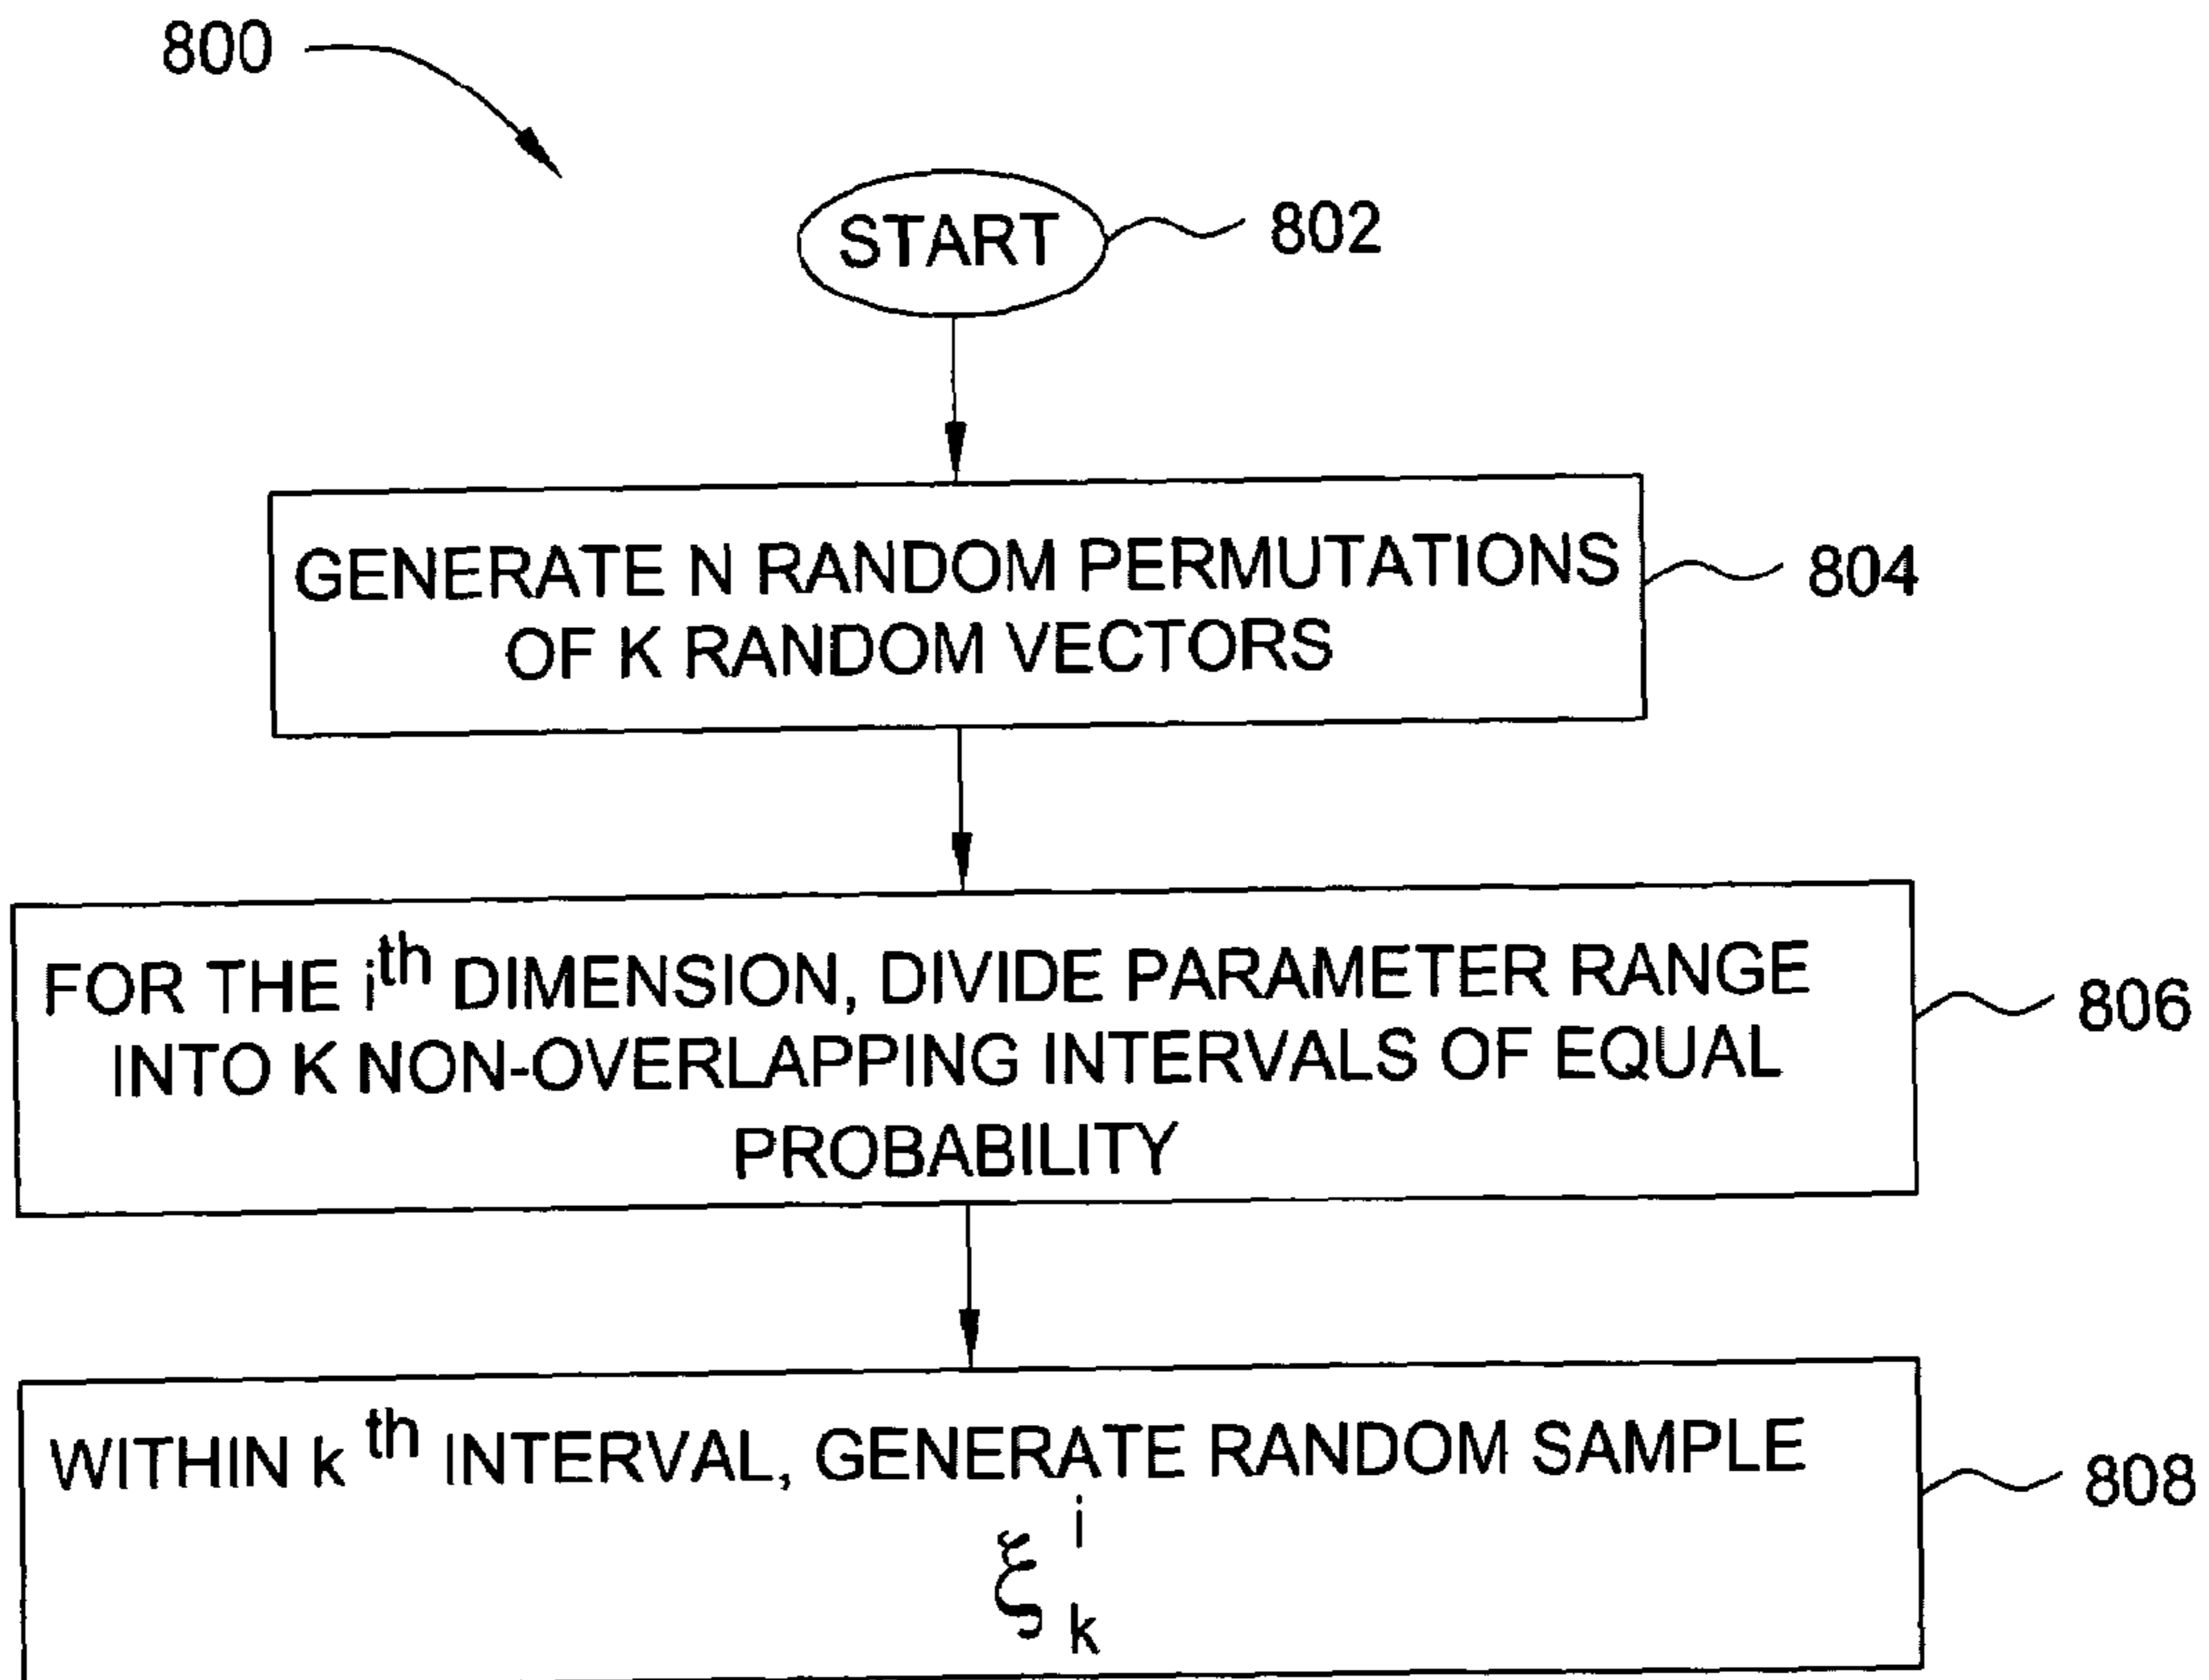 800
START
802
GENERATE N RANDOM PERMUTATIONS
OF K RANDOM VECTORS
804
FOR THE iᵗʰ DIMENSION, DIVIDE PARAMETER RANGE
INTO K NON-OVERLAPPING INTERVALS OF EQUAL
PROBABILITY
806
WITHIN k ᵗʰ INTERVAL, GENERATE RANDOM SAMPLE
ξ i k
808